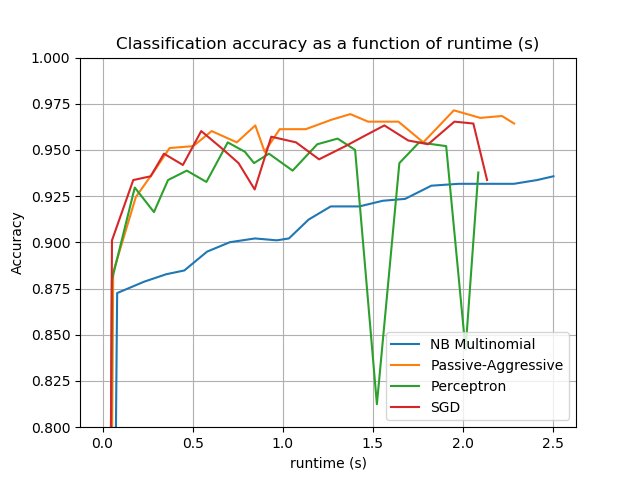 Classification accuracy as a function of runtime (s)
1.000
0.975
0.950
0.925
0.900
0.875
0.850
0.825
0.800
Accuracy
NB Multinomial
Passive-Aggressive
Perceptron
SGD
0.0 0.5 1.0 1.5 2.0 2.5
runtime (s)